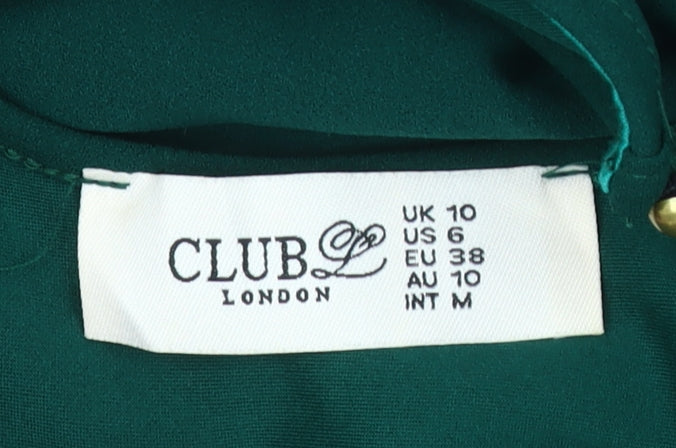 CLUB L
LONDON
UK 10
US 6
EU 38
AU 10
INT M